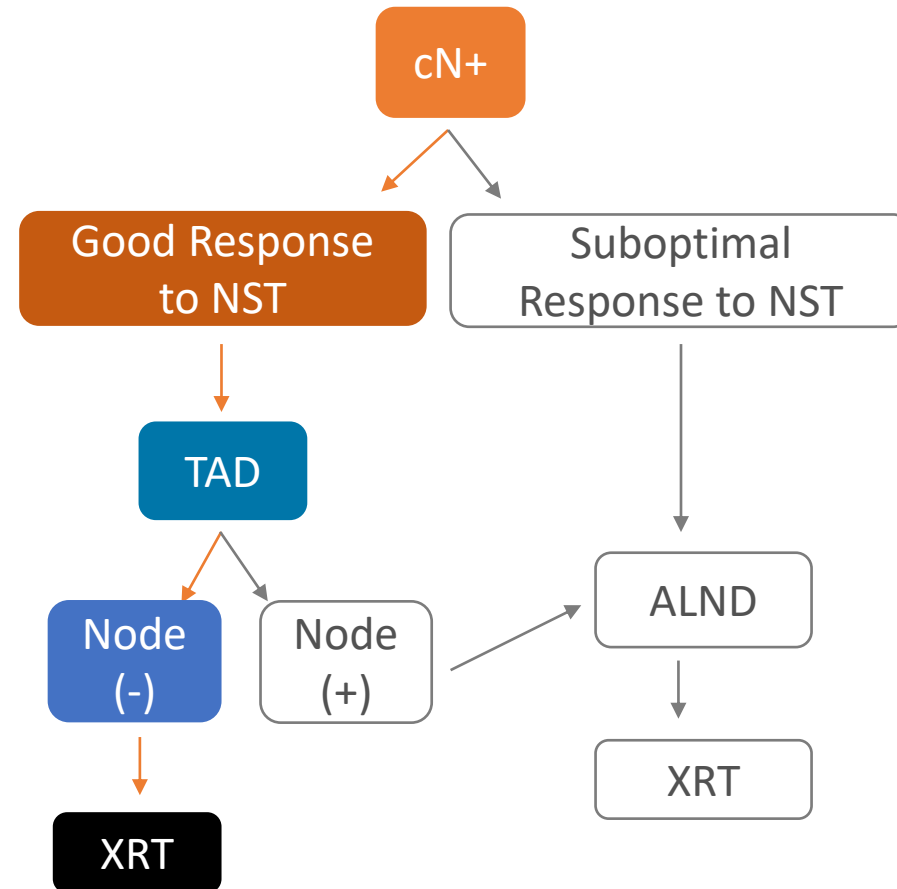 cN+
Good Response
to NST
Suboptimal
Response to NST
TAD
Node
(-)
Node
(+)
ALND
XRT
XRT